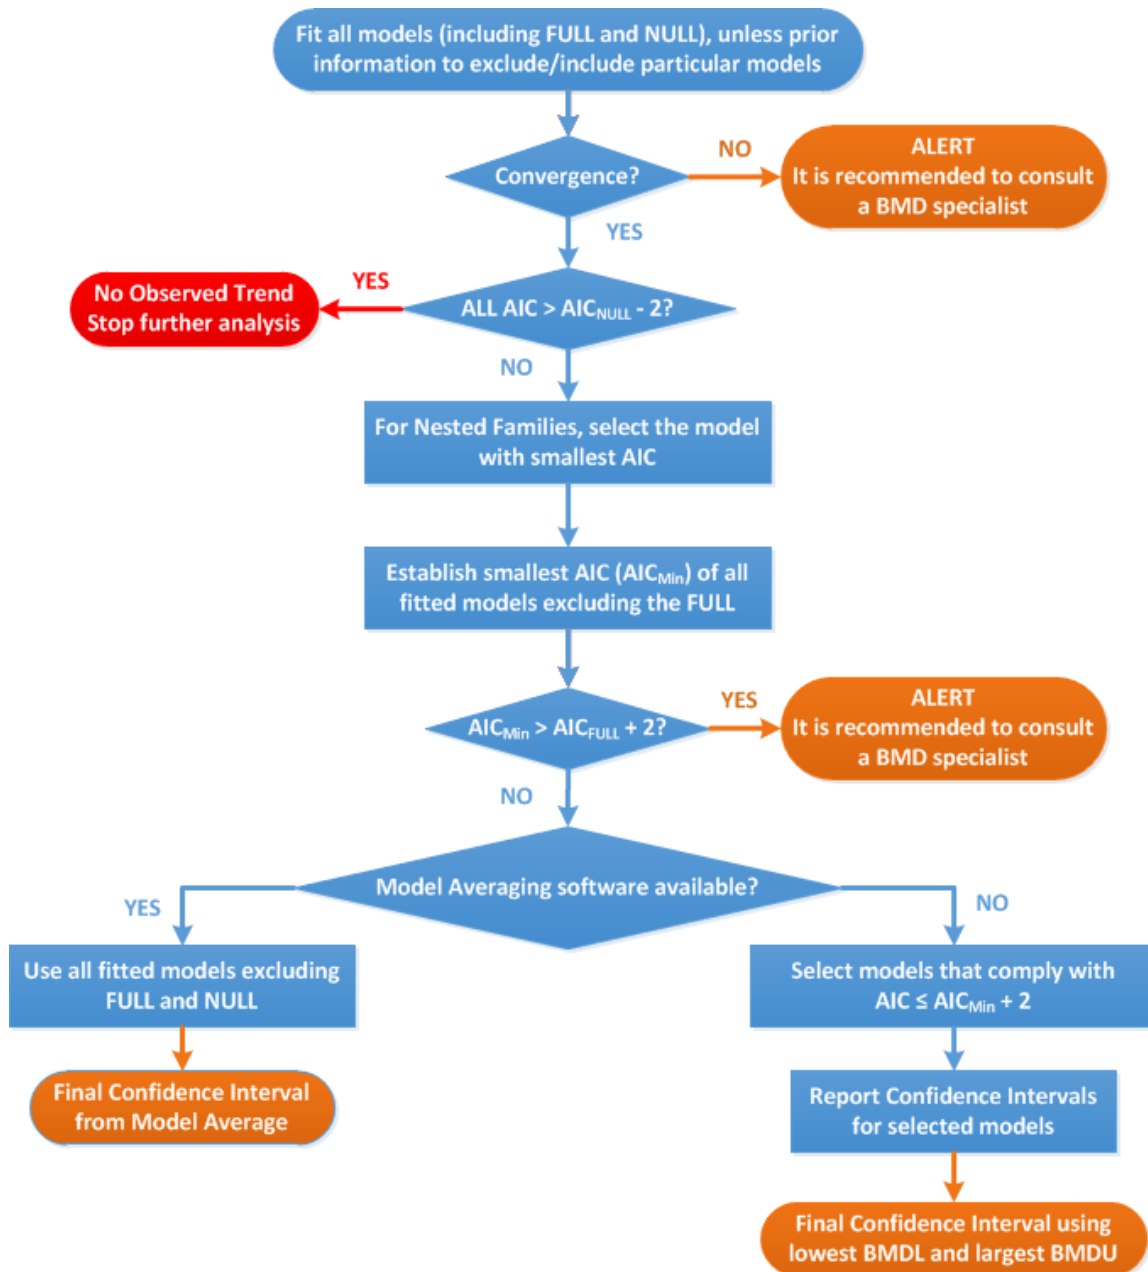 Fit all models (including FULL and NULL), unless prior
information to exclude/include particular models
Convergence?
NO
ALERT
It is recommended to consult
a BMD specialist
YES
ALL AIC > AIC_NULL - 2?
YES
No Observed Trend
Stop further analysis
NO
For Nested Families, select the model
with smallest AIC
Establish smallest AIC (AIC_Min) of all
fitted models excluding the FULL
AIC_Min > AIC_FULL + 2?
YES
ALERT
It is recommended to consult
a BMD specialist
NO
Model Averaging software available?
YES
NO
Use all fitted models excluding
FULL and NULL
Final Confidence Interval
from Model Average
Select models that comply with
AIC ≤ AIC_Min + 2
Report Confidence Intervals
for selected models
Final Confidence Interval using
lowest BMDL and largest BMDU